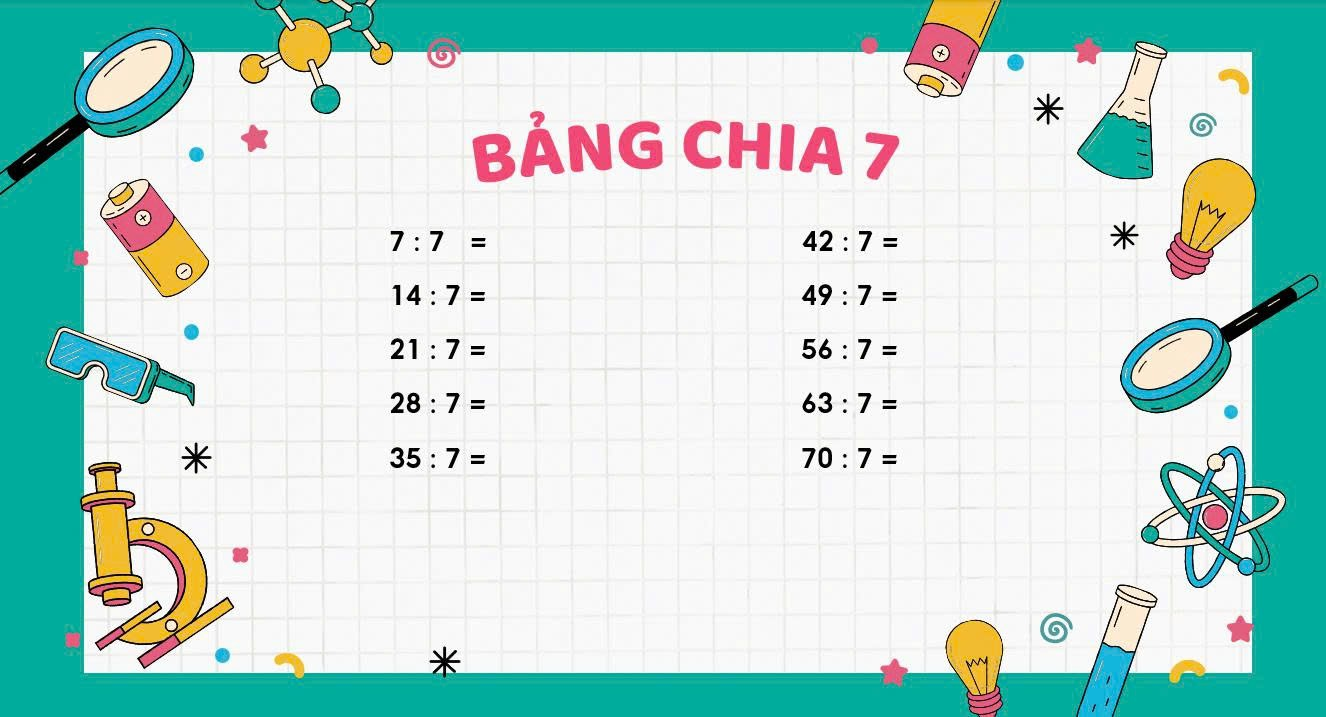 BẢNG CHIA 7
7 : 7 =
14 : 7 =
21 : 7 =
28 : 7 =
35 : 7 =
42 : 7 =
49 : 7 =
56 : 7 =
63 : 7 =
70 : 7 =